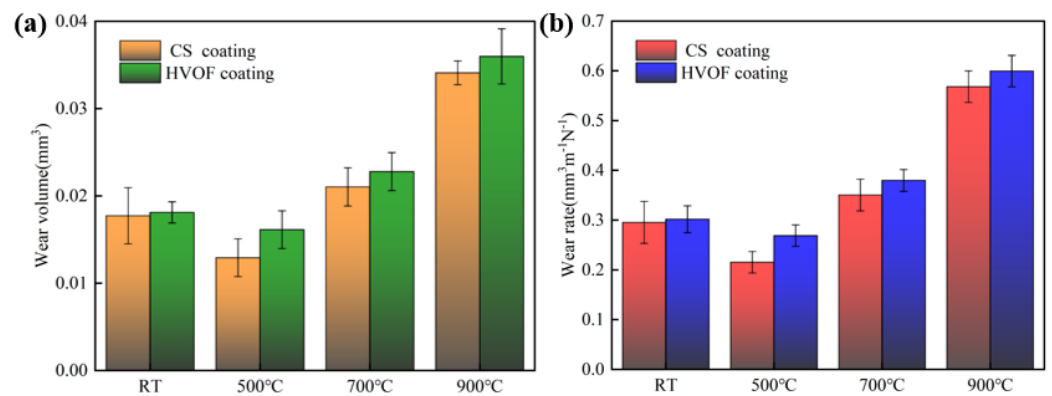 (a)
0.04
0.03
0.02
0.01
0.00
Wear volume(mm³)
CS coating
HVOF coating
RT
500℃
700℃
900℃
(b)
0.7
0.6
0.5
0.4
0.3
0.2
0.1
0.0
Wear rate(mm³m⁻¹N⁻¹)
CS coating
HVOF coating
RT
500℃
700℃
900℃